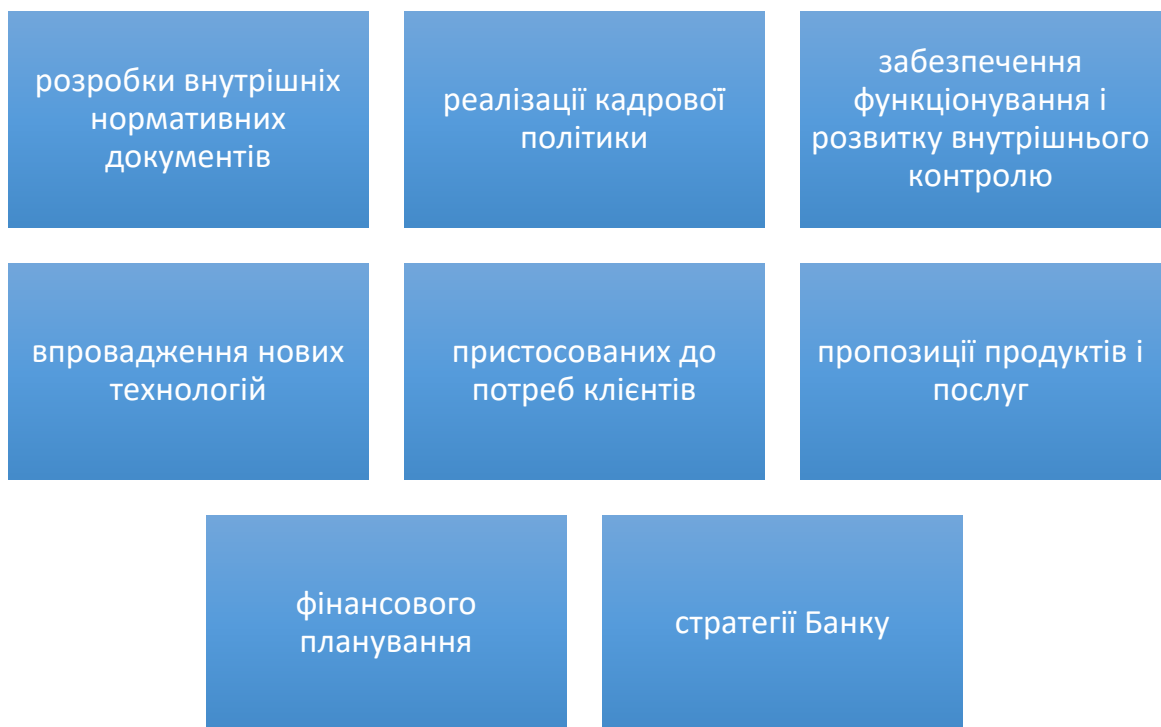 розробки внутрішніх
нормативних
документів
реалізації кадрової
політики
забезпечення
функціонування і
розвитку внутрішнього
контролю
впровадження нових
технологій
пристосованих до
потреб клієнтів
пропозиції продуктів і
послуг
фінансового
планування
стратегії Банку